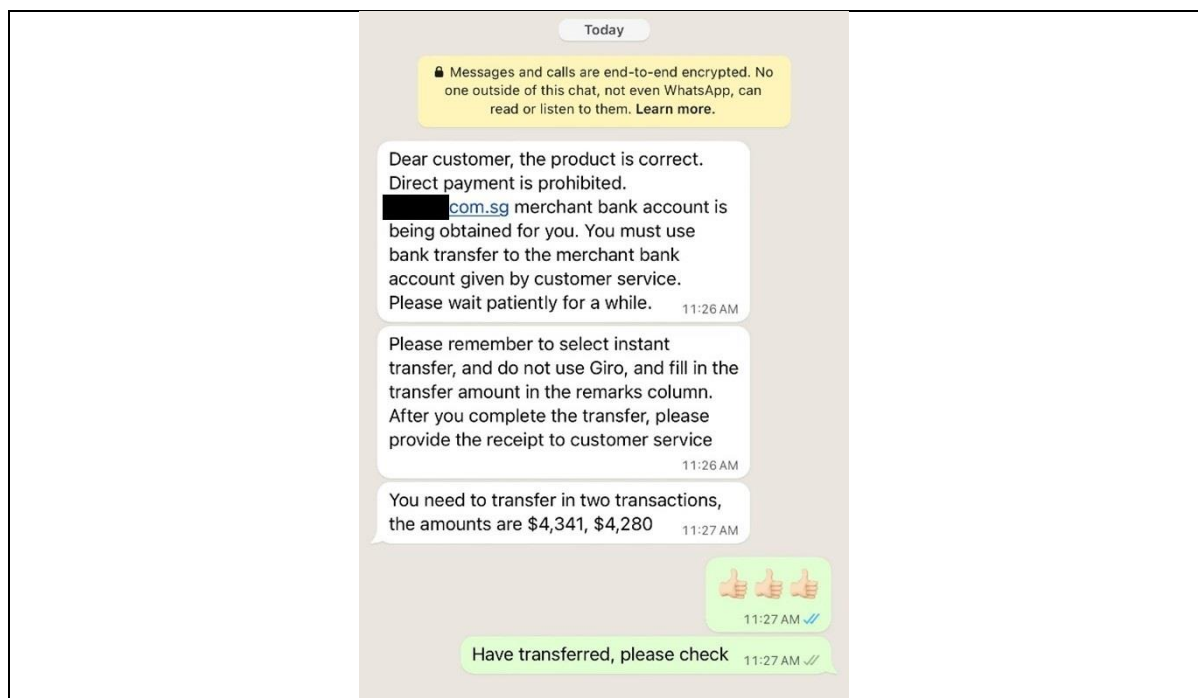 Today
Messages and calls are end-to-end encrypted. No
one outside of this chat, not even WhatsApp, can
read or listen to them. Learn more.
Dear customer, the product is correct.
Direct payment is prohibited.
com.sg merchant bank account is
being obtained for you. You must use
bank transfer to the merchant bank
account given by customer service.
Please wait patiently for a while.
11:26 AM
Please remember to select instant
transfer, and do not use Giro, and fill in the
transfer amount in the remarks column.
After you complete the transfer, please
provide the receipt to customer service
11:26 AM
You need to transfer in two transactions,
the amounts are $4,341, $4,280
11:27 AM
👍🏻👍🏻👍🏻
11:27 AM
Have transferred, please check
11:27 AM